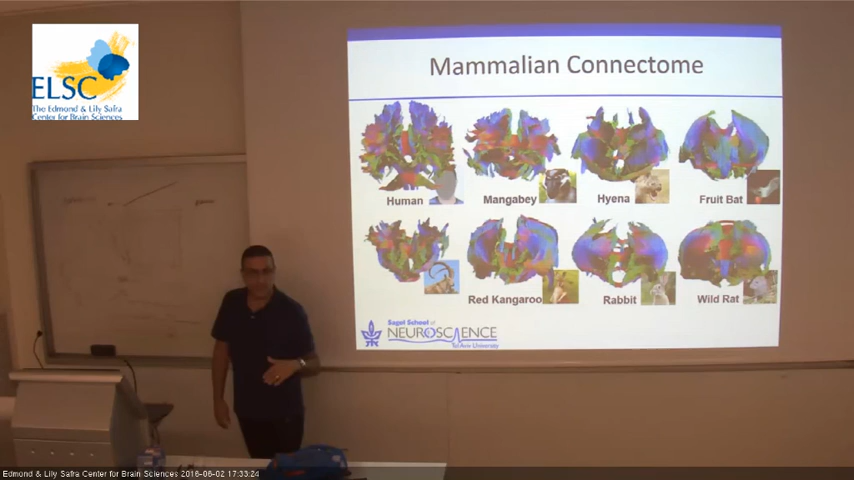 ELSC
The Edmond & Lily Safra
Center for Brain Sciences
Mammalian Connectome
Human
Mangabey
Hyena
Fruit Bat
Red Kangaroo
Rabbit
Wild Rat
Sagol School of
NEUROSCIENCE
Tel Aviv University
Edmond & Lily Safra Center for Brain Sciences 2016-06-02 17:33:24